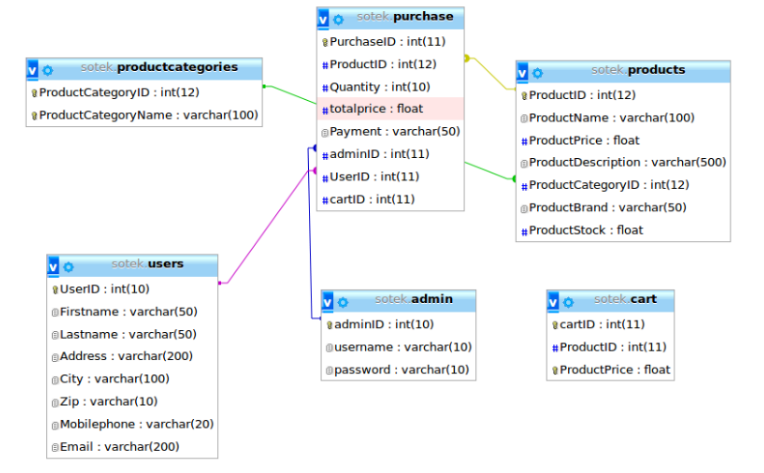 sotek.purchase
PurchaseID : int(11)
ProductID : int(12)
Quantity : int(10)
totalprice : float
Payment : varchar(50)
adminID : int(11)
UserID : int(11)
cartID : int(11)
sotek.productcategories
ProductCategoryID : int(12)
ProductCategoryName : varchar(100)
sotek.products
ProductID : int(12)
ProductName : varchar(100)
ProductPrice : float
ProductDescription : varchar(500)
ProductCategoryID : int(12)
ProductBrand : varchar(50)
ProductStock : float
sotek.users
UserID : int(10)
Firstname : varchar(50)
Lastname : varchar(50)
Address : varchar(200)
City : varchar(100)
Zip : varchar(10)
Mobilephone : varchar(20)
Email : varchar(200)
sotek.admin
adminID : int(10)
username : varchar(10)
password : varchar(10)
sotek.cart
cartID : int(11)
ProductID : int(11)
ProductPrice : float